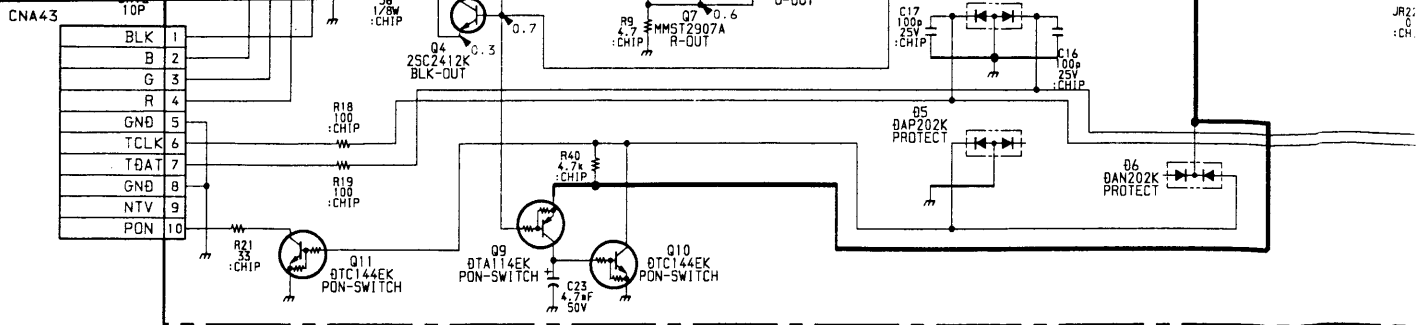 CNA43
10P
BLK 1
B 2
G 3
R 4
GND 5
TCLK 6
TDAT 7
GND 8
NTV 9
PON 10
1/8W
:CHIP
Q4
2SC2412K
BLK-OUT
0.3
0.7
R9
4.7
:CHIP
Q7
MMST2907A
R-OUT
0.6
C17
100p
25V
:CHIP
C16
100p
25V
:CHIP
R18
100
:CHIP
R19
100
:CHIP
R21
33
:CHIP
Q11
DTC144EK
PON-SWITCH
R40
4.7k
:CHIP
Q9
DTA114EK
PON-SWITCH
C23
50V
Q10
DTC144EK
PON-SWITCH
D5
DAP202K
PROTECT
D6
DAN202K
PROTECT